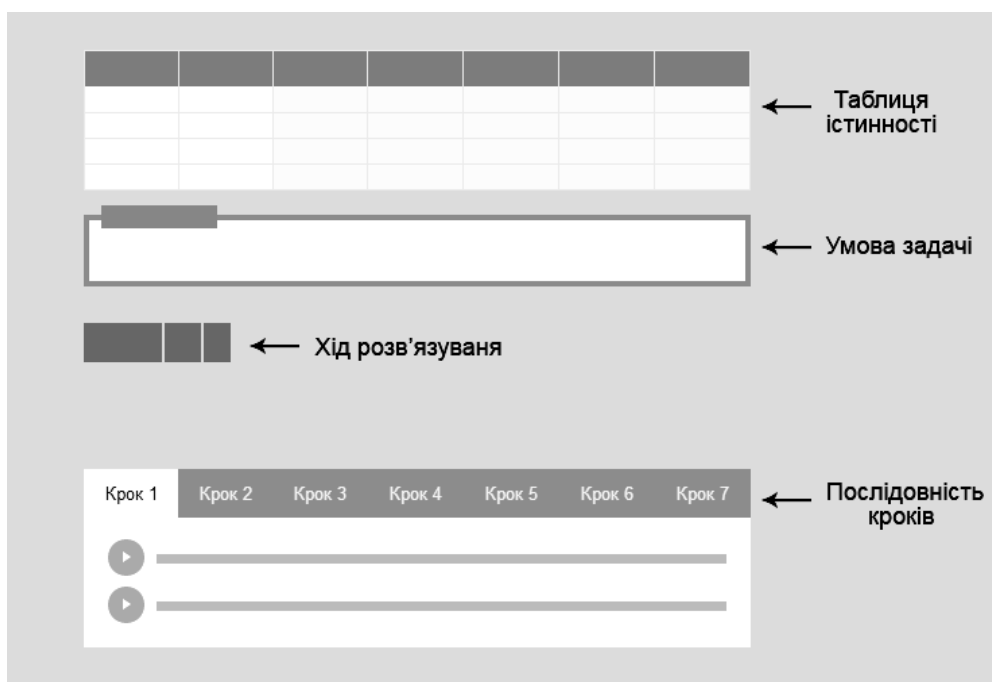 Таблиця
істинності
Умова задачі
Хід розв'язуваня
Крок 1 Крок 2 Крок 3 Крок 4 Крок 5 Крок 6 Крок 7
Послідовність
кроків